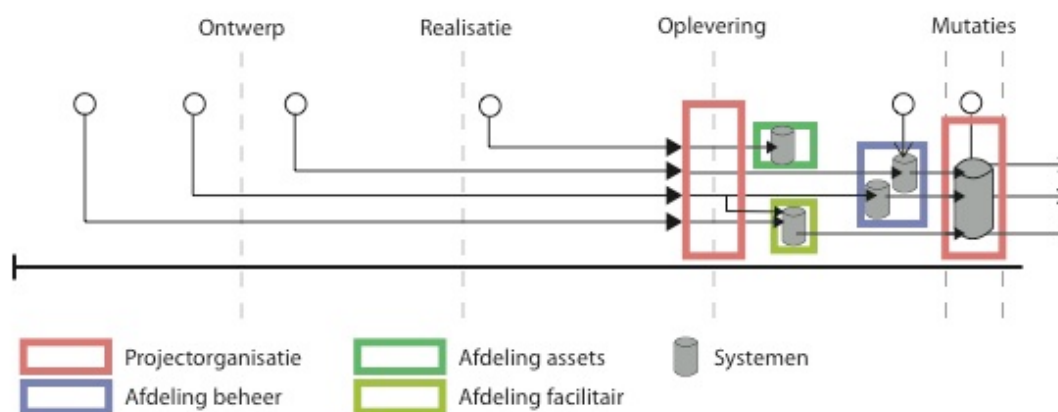 Ontwerp
Realisatie
Oplevering
Mutaties
Projectorganisatie
Afdeling assets
Systemen
Afdeling beheer
Afdeling facilitair